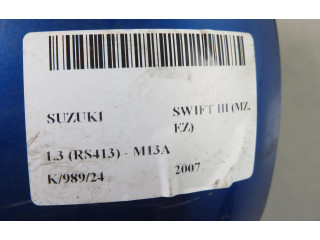 SUZUKI SWIFT III (MZ,
EZ)
1.3 (RS413) - M13A
K/989/24 2007